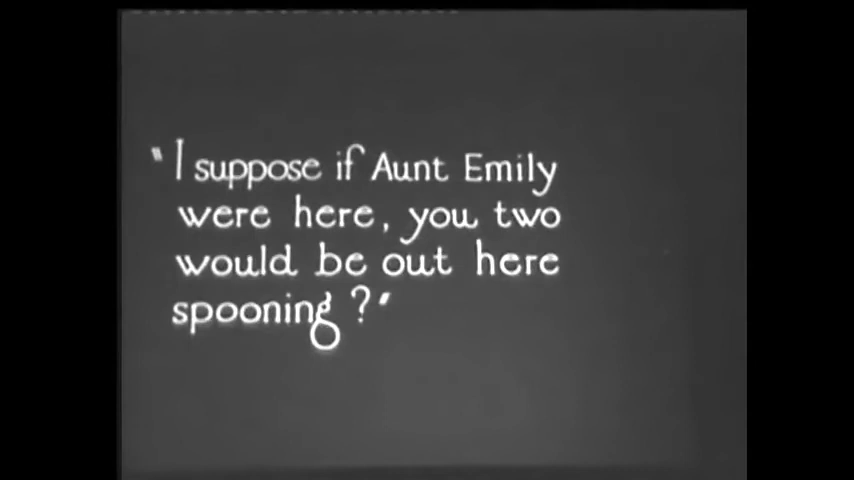 "I suppose if Aunt Emily
were here, you two
would be out here
spooning?"